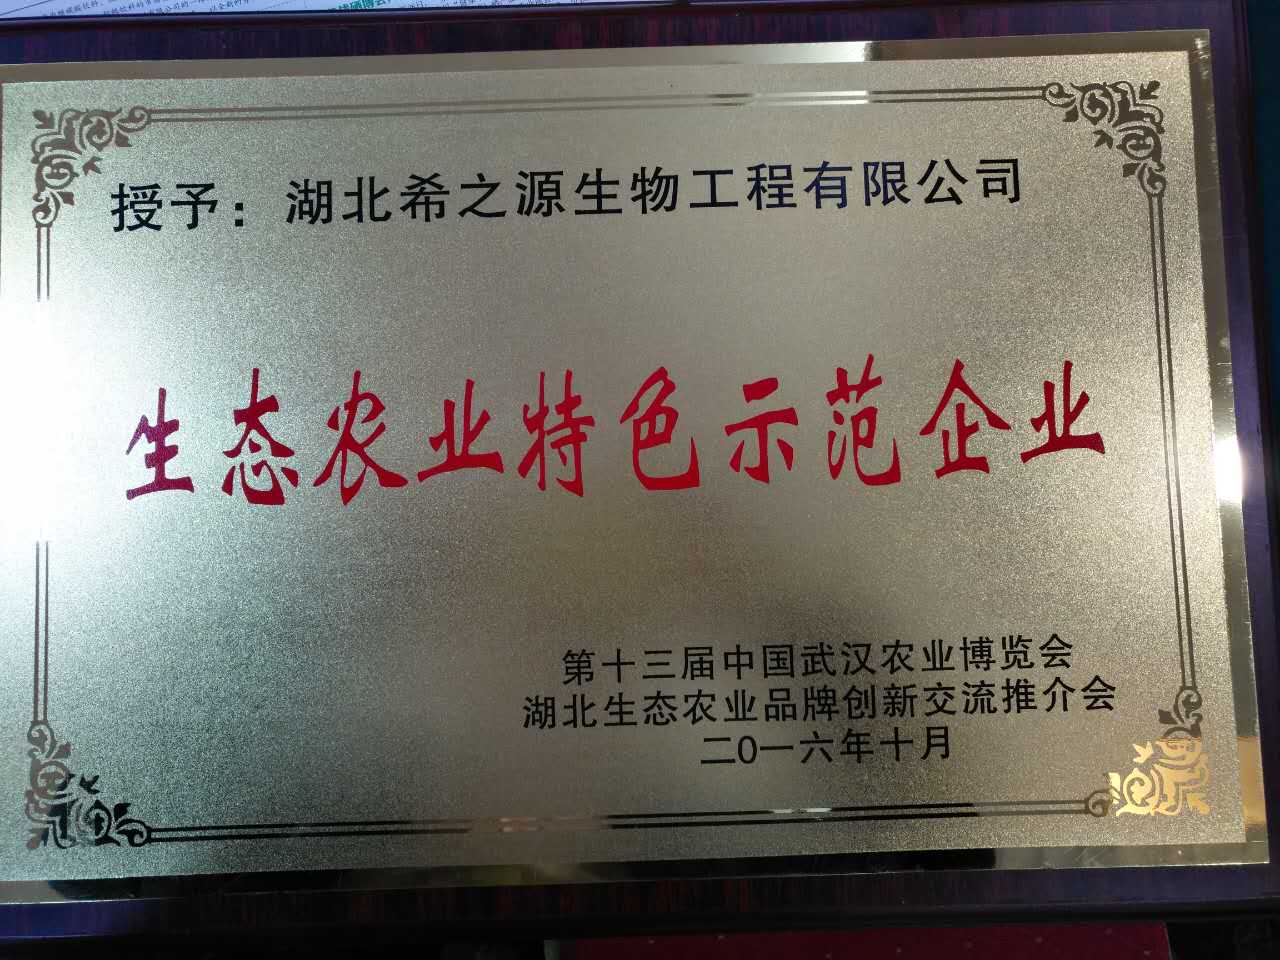 授予：湖北希之源生物工程有限公司
生态农业特色示范企业
第十三届中国武汉农业博览会
湖北生态农业品牌创新交流推介会
二0一六年十月